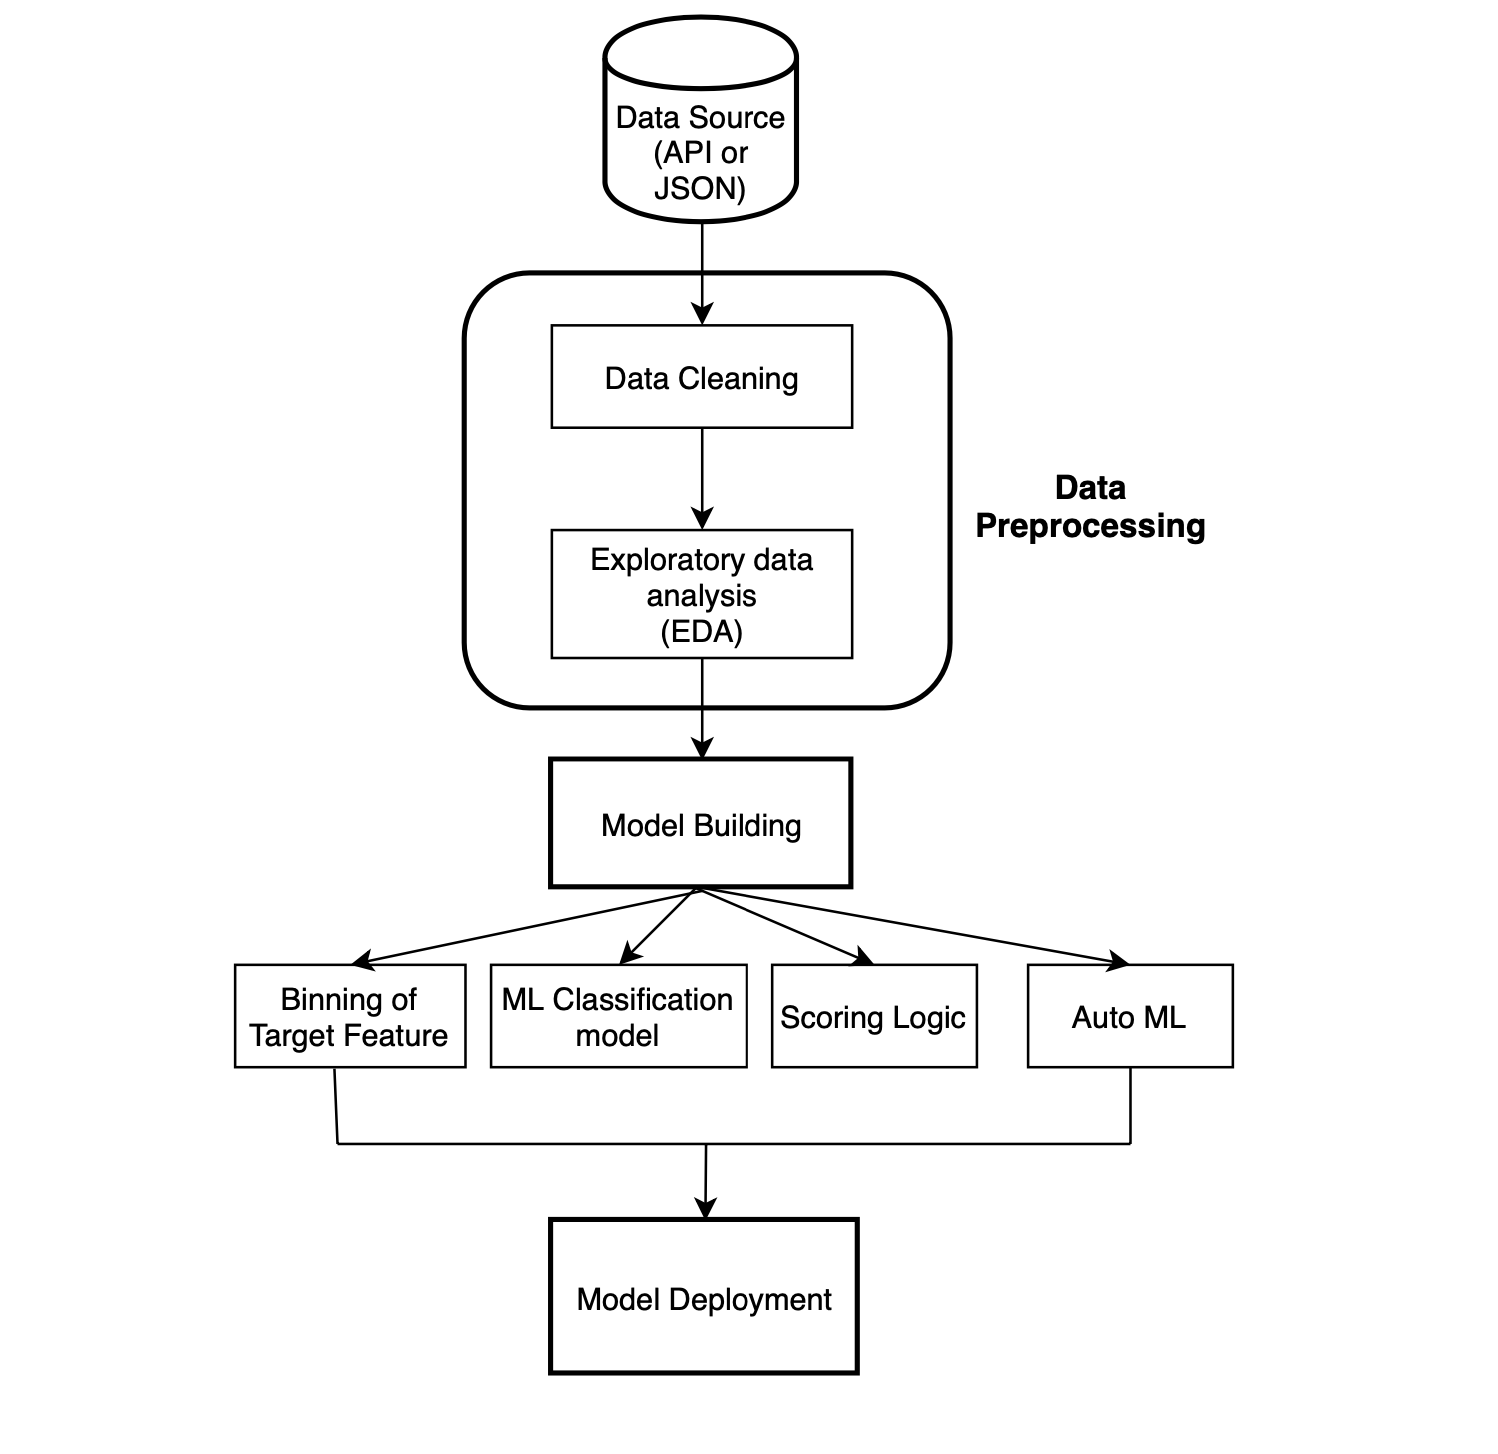 Data Source
(API or
JSON)
Data Cleaning
Data
Preprocessing
Exploratory data
analysis
(EDA)
Model Building
Binning of
Target Feature
ML Classification
model
Scoring Logic
Auto ML
Model Deployment